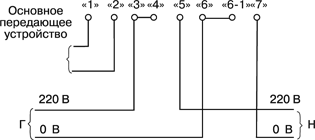 Основное
передающее
устройство
«1» «2» «3» «4» «5» «6» «6-1» «7»
220 В 220 В
Г Н
0 В 0 В